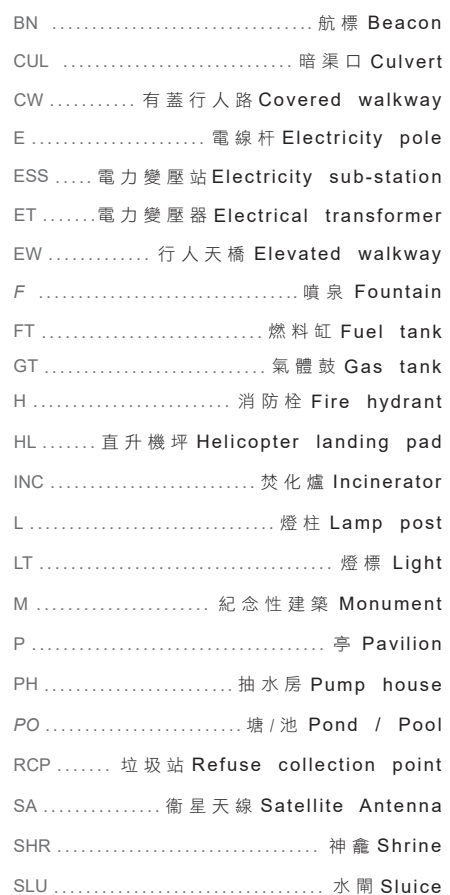 BN ................................ 航標 Beacon
CUL ............................ 暗渠口 Culvert
CW ........... 有蓋行人路 Covered walkway
E .................... 電線杆 Electricity pole
ESS ..... 電力變壓站 Electricity sub-station
ET ....... 電力變壓器 Electrical transformer
EW ............. 行人天橋 Elevated walkway
F ................................ 噴泉 Fountain
FT ........................... 燃料缸 Fuel tank
GT ........................... 氣體鼓 Gas tank
H ........................ 消防栓 Fire hydrant
HL ....... 直升機坪 Helicopter landing pad
INC ......................... 焚化爐 Incinerator
L .............................. 燈柱 Lamp post
LT .................................... 燈標 Light
M ..................... 紀念性建築 Monument
P .................................... 亭 Pavilion
PH ....................... 抽水房 Pump house
PO ........................ 塘/池 Pond / Pool
RCP ....... 垃圾站 Refuse collection point
SA .............. 衞星天線 Satellite Antenna
SHR ................................ 神龕 Shrine
SLU ................................. 水閘 Sluice